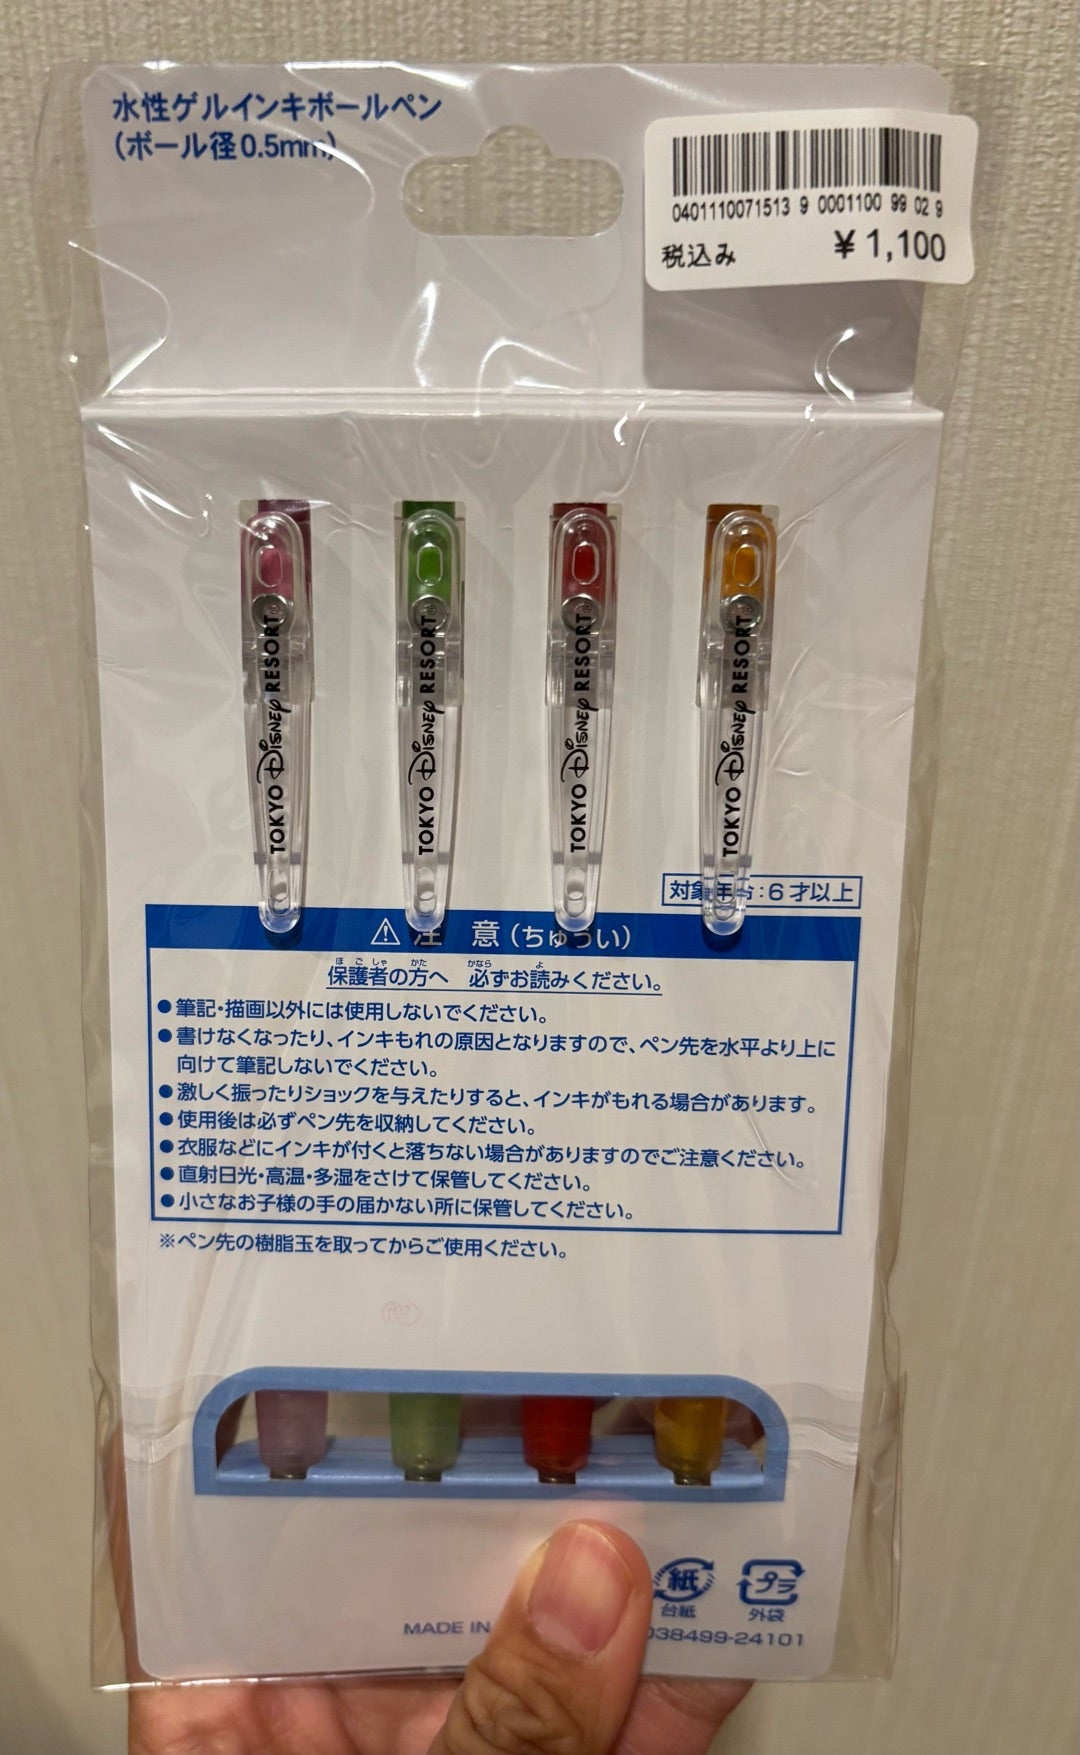 水性ゲルインキボールペン
(ボール径0.5mm)
0401110071513 9 0001100 99 02 9
税込み ¥1,100
TOKYO DISNEY RESORT®
TOKYO DISNEY RESORT®
TOKYO DISNEY RESORT®
TOKYO DISNEY RESORT®
対象年令:6才以上
⚠ 注 意(ちゅうい)
ほごしゃ かた かなら よ
保護者の方へ 必ずお読みください。
●筆記・描画以外には使用しないでください。
●書けなくなったり、インキもれの原因となりますので、ペン先を水平より上に
向けて筆記しないでください。
●激しく振ったりショックを与えたりすると、インキがもれる場合があります。
●使用後は必ずペン先を収納してください。
●衣服などにインキが付くと落ちない場合がありますのでご注意ください。
●直射日光・高温・多湿をさけて保管してください。
●小さなお子様の手の届かない所に保管してください。
※ペン先の樹脂玉を取ってからご使用ください。
紙 プラ
台紙 外袋
MADE IN 038499-24101